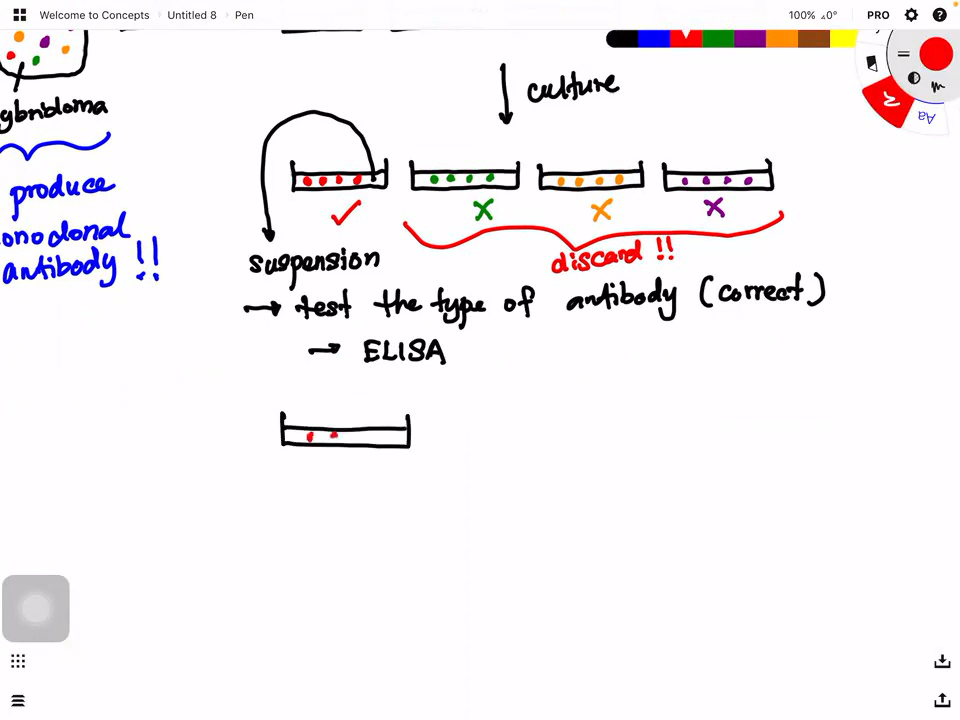 Welcome to Concepts › Untitled 8 › Pen
100% ⊿0° PRO
Aa
ybridoma
culture
produce
onoclonal
antibody !!
suspension
discard !!
→ test the type of antibody (correct)
→ ELISA